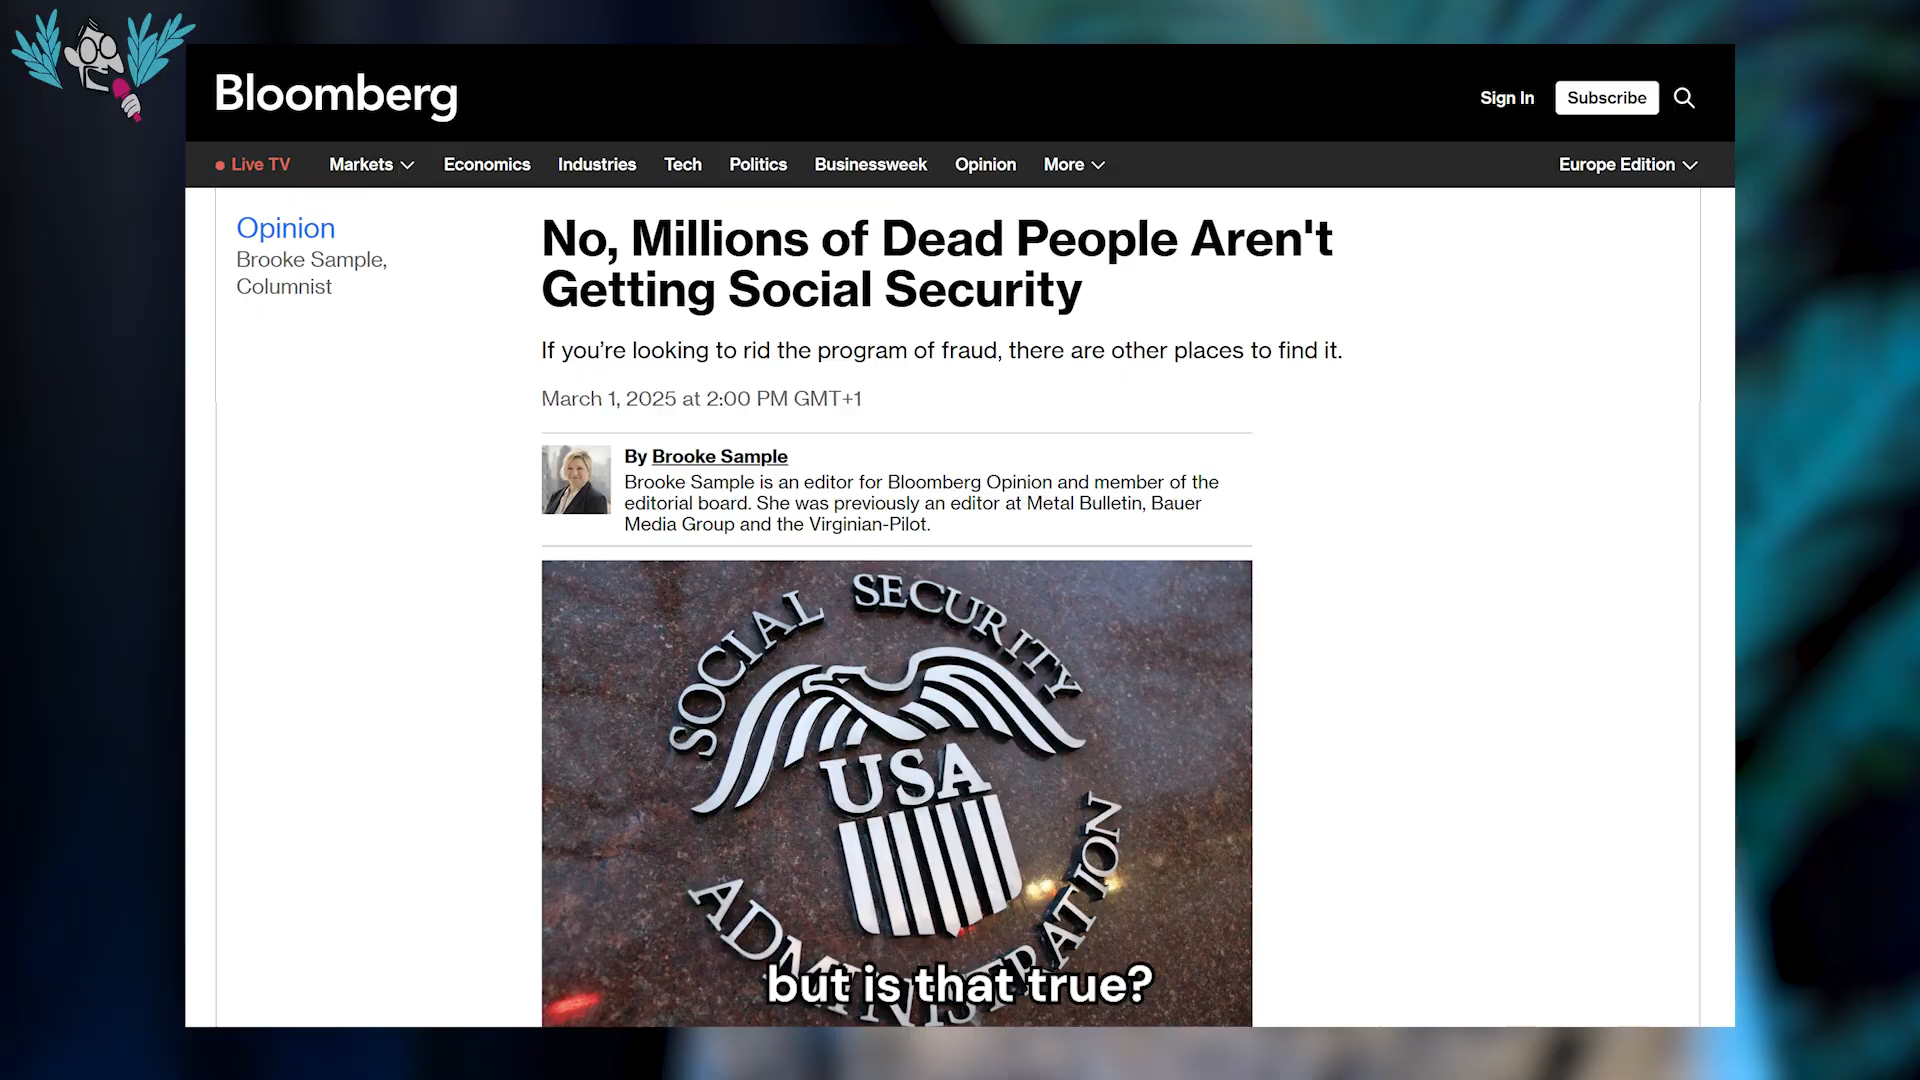 Bloomberg
Sign In
Subscribe
Live TV
Markets
Economics
Industries
Tech
Politics
Businessweek
Opinion
More
Europe Edition
Opinion
Brooke Sample,
Columnist
No, Millions of Dead People Aren't
Getting Social Security
If you’re looking to rid the program of fraud, there are other places to find it.
March 1, 2025 at 2:00 PM GMT+1
By Brooke Sample
Brooke Sample is an editor for Bloomberg Opinion and member of the
editorial board. She was previously an editor at Metal Bulletin, Bauer
Media Group and the Virginian-Pilot.
SOCIAL SECURITY
USA
ADMINISTRATION
but is that true?